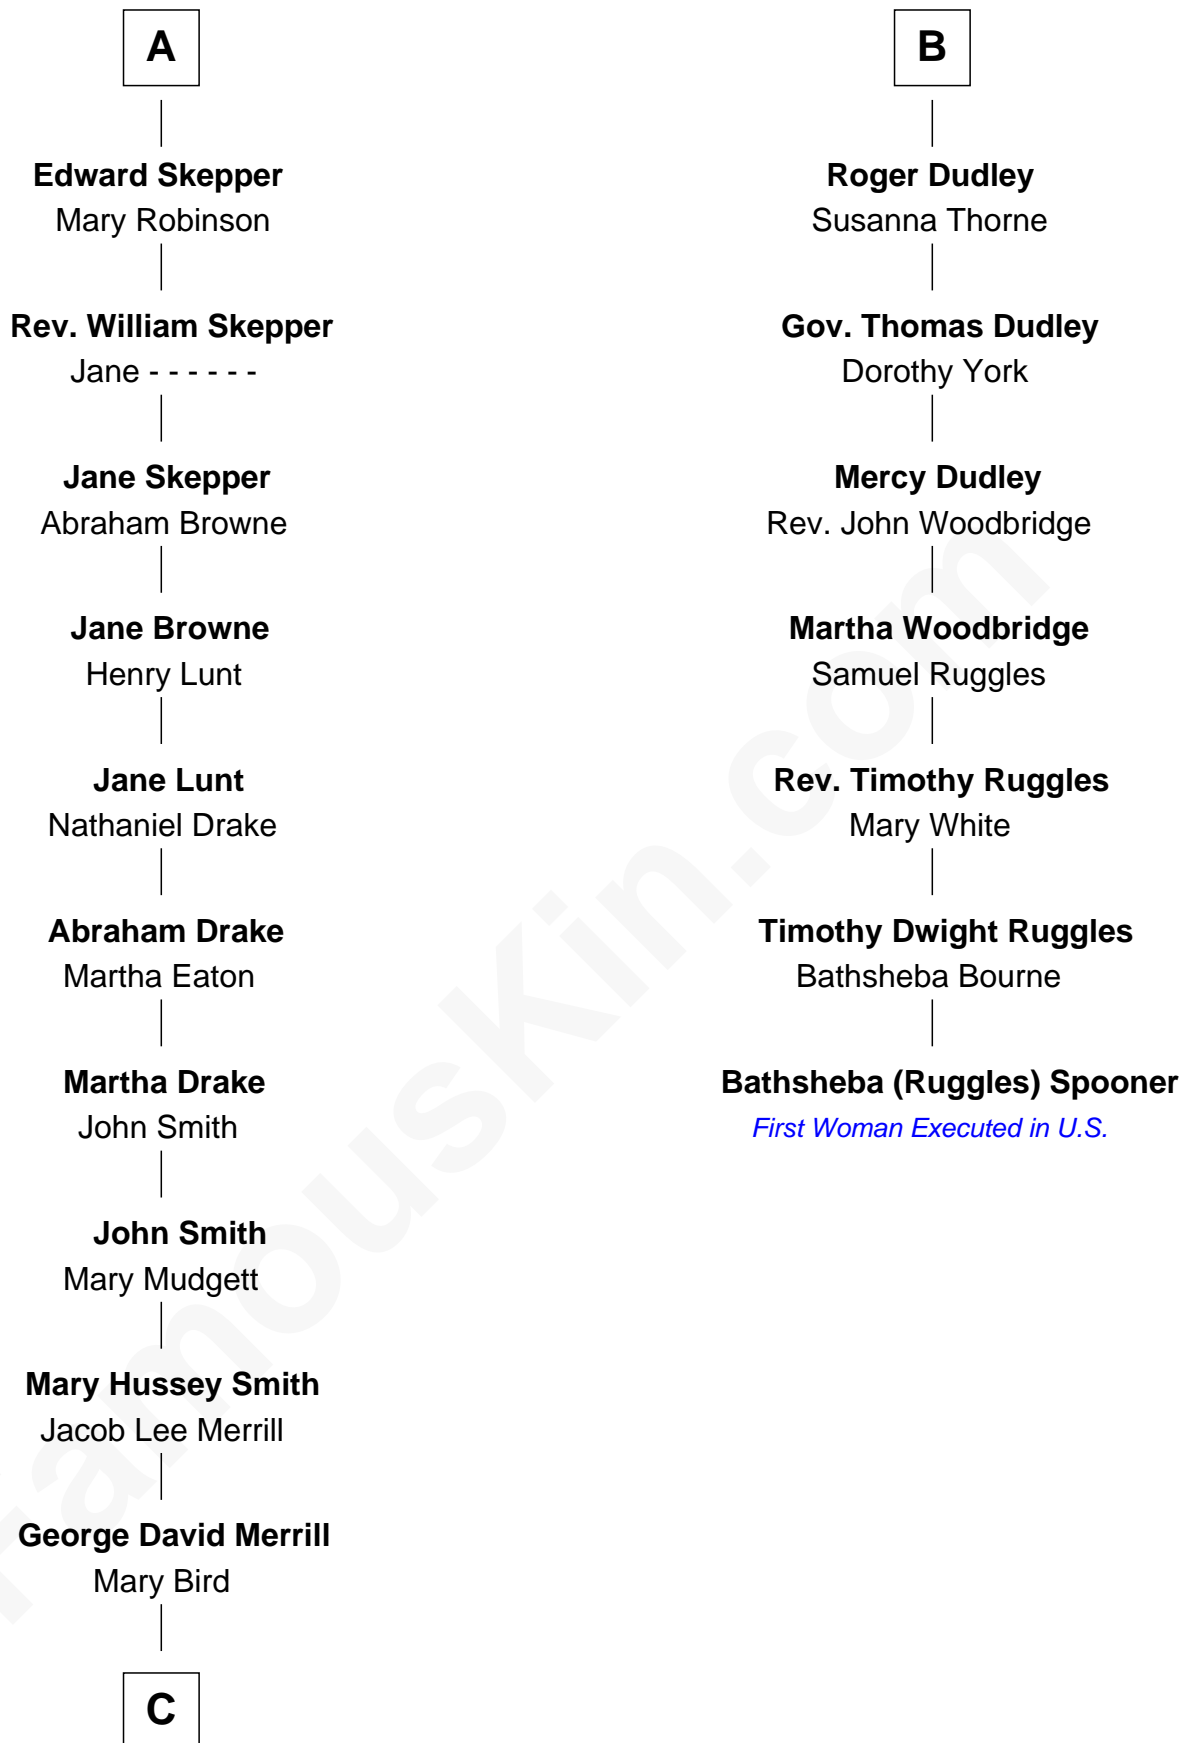 A
Edward Skepper
Mary Robinson
Rev. William Skepper
Jane - - - - - -
Jane Skepper
Abraham Browne
Jane Browne
Henry Lunt
Jane Lunt
Nathaniel Drake
Abraham Drake
Martha Eaton
Martha Drake
John Smith
John Smith
Mary Mudgett
Mary Hussey Smith
Jacob Lee Merrill
George David Merrill
Mary Bird
C
B
Roger Dudley
Susanna Thorne
Gov. Thomas Dudley
Dorothy York
Mercy Dudley
Rev. John Woodbridge
Martha Woodbridge
Samuel Ruggles
Rev. Timothy Ruggles
Mary White
Timothy Dwight Ruggles
Bathsheba Bourne
Bathsheba (Ruggles) Spooner
First Woman Executed in U.S.
FamousKin.com